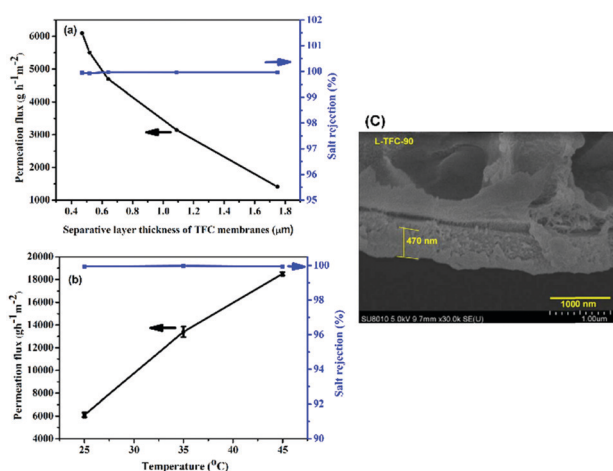 (a)
6000
5000
4000
3000
2000
1000
Permeation flux (g h⁻¹m⁻²)
102
101
100
99
98
97
96
95
Salt rejection (%)
0.4 0.6 0.8 1.0 1.2 1.4 1.6 1.8
Separative layer thickness of TFC membranes (μm)
(b)
20000
18000
16000
14000
12000
10000
8000
6000
4000
Permeation flux (gh⁻¹m⁻²)
100
98
96
94
92
90
Salt rejection (%)
25 35 45
Temperature (⁰C)
(C)
L-TFC-90
470 nm
1000 nm
SU8010 5.0kV 9.7mm x30.0k SE(U)
1.00um